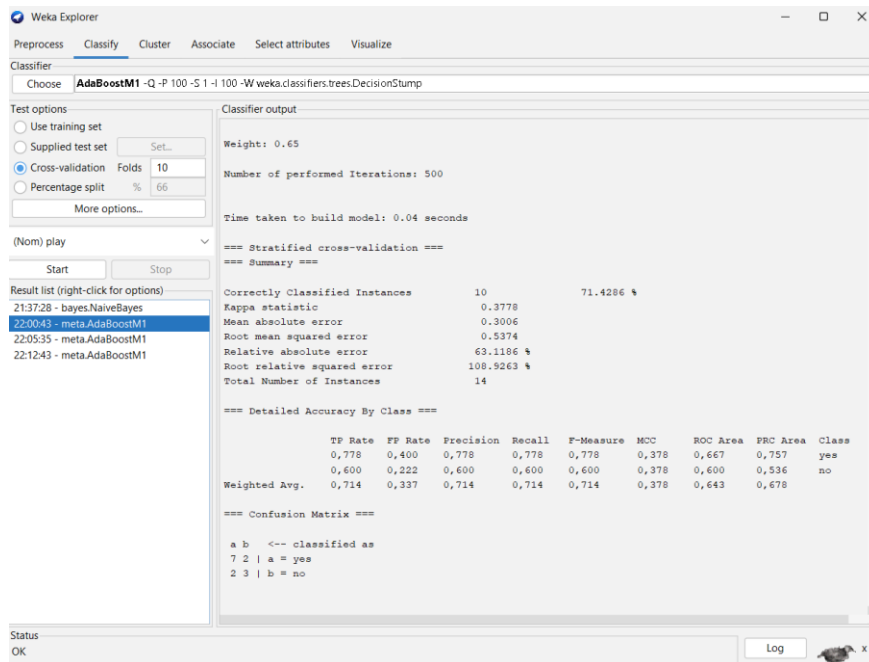 Weka Explorer
Preprocess Classify Cluster Associate Select attributes Visualize
Classifier
Choose AdaBoostM1 -Q -P 100 -S 1 -I 100 -W weka.classifiers.trees.DecisionStump
Test options
Use training set
Supplied test set Set...
Cross-validation Folds 10
Percentage split % 66
More options...
(Nom) play
Start Stop
Result list (right-click for options)
21:37:28 - bayes.NaiveBayes
22:00:43 - meta.AdaBoostM1
22:05:35 - meta.AdaBoostM1
22:12:43 - meta.AdaBoostM1
Classifier output
Weight: 0.65
Number of performed Iterations: 500
Time taken to build model: 0.04 seconds
=== Stratified cross-validation ===
=== Summary ===
Correctly Classified Instances 10 71.4286 %
Kappa statistic 0.3778
Mean absolute error 0.3006
Root mean squared error 0.5374
Relative absolute error 63.1186 %
Root relative squared error 108.9263 %
Total Number of Instances 14
=== Detailed Accuracy By Class ===
TP Rate FP Rate Precision Recall F-Measure MCC ROC Area PRC Area Class
0,778 0,400 0,778 0,778 0,778 0,378 0,667 0,757 yes
0,600 0,222 0,600 0,600 0,600 0,378 0,600 0,536 no
Weighted Avg. 0,714 0,337 0,714 0,714 0,714 0,378 0,643 0,678
=== Confusion Matrix ===
a b <-- classified as
7 2 | a = yes
2 3 | b = no
Status
OK
Log
x